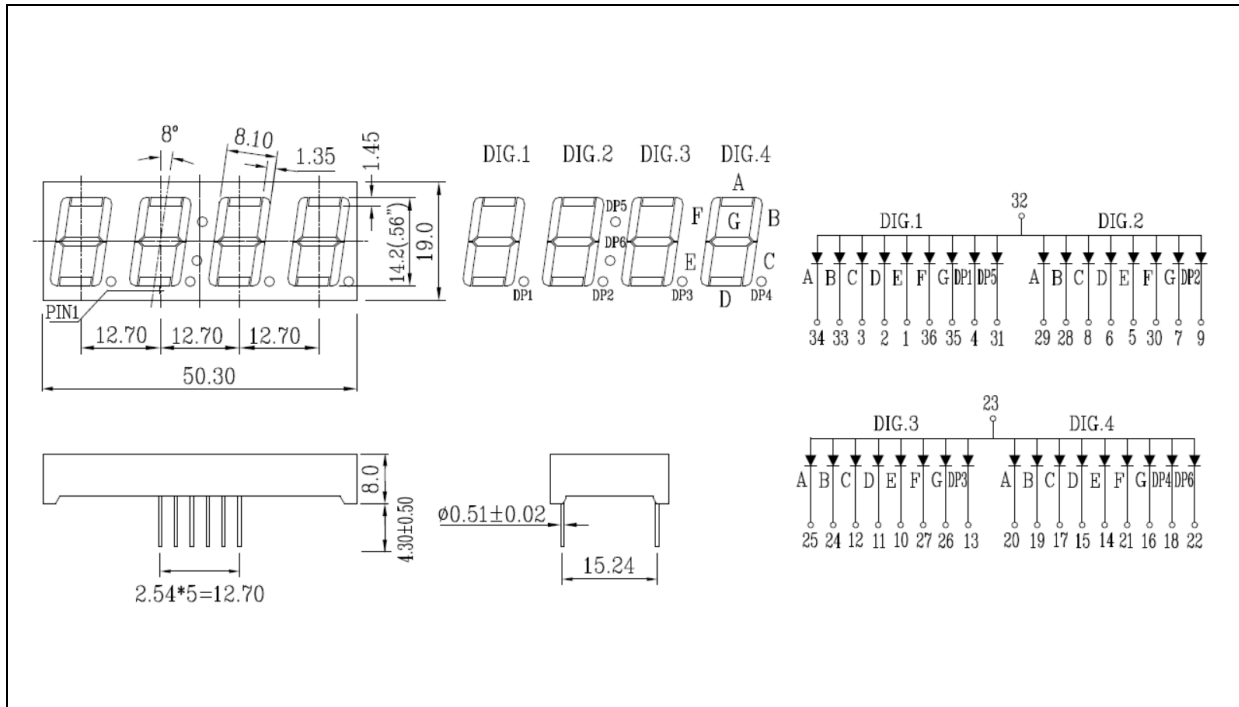 8°
8.10
1.35
1.45
14.2(.56")
19.0
PIN1
12.70 12.70 12.70
50.30
DIG.1 DIG.2 DIG.3 DIG.4
A
DP5
F G B
DP6
E C
DP1 DP2 DP3 D DP4
32
DIG.1 DIG.2
A B C D E F G DP1 DP5 A B C D E F G DP2
34 33 3 2 1 36 35 4 31 29 28 8 6 5 30 7 9
23
DIG.3 DIG.4
A B C D E F G DP3 A B C D E F G DP4 DP6
25 24 12 11 10 27 26 13 20 19 17 15 14 21 16 18 22
8.0
4.30±0.50
2.54*5=12.70
ø0.51±0.02
15.24